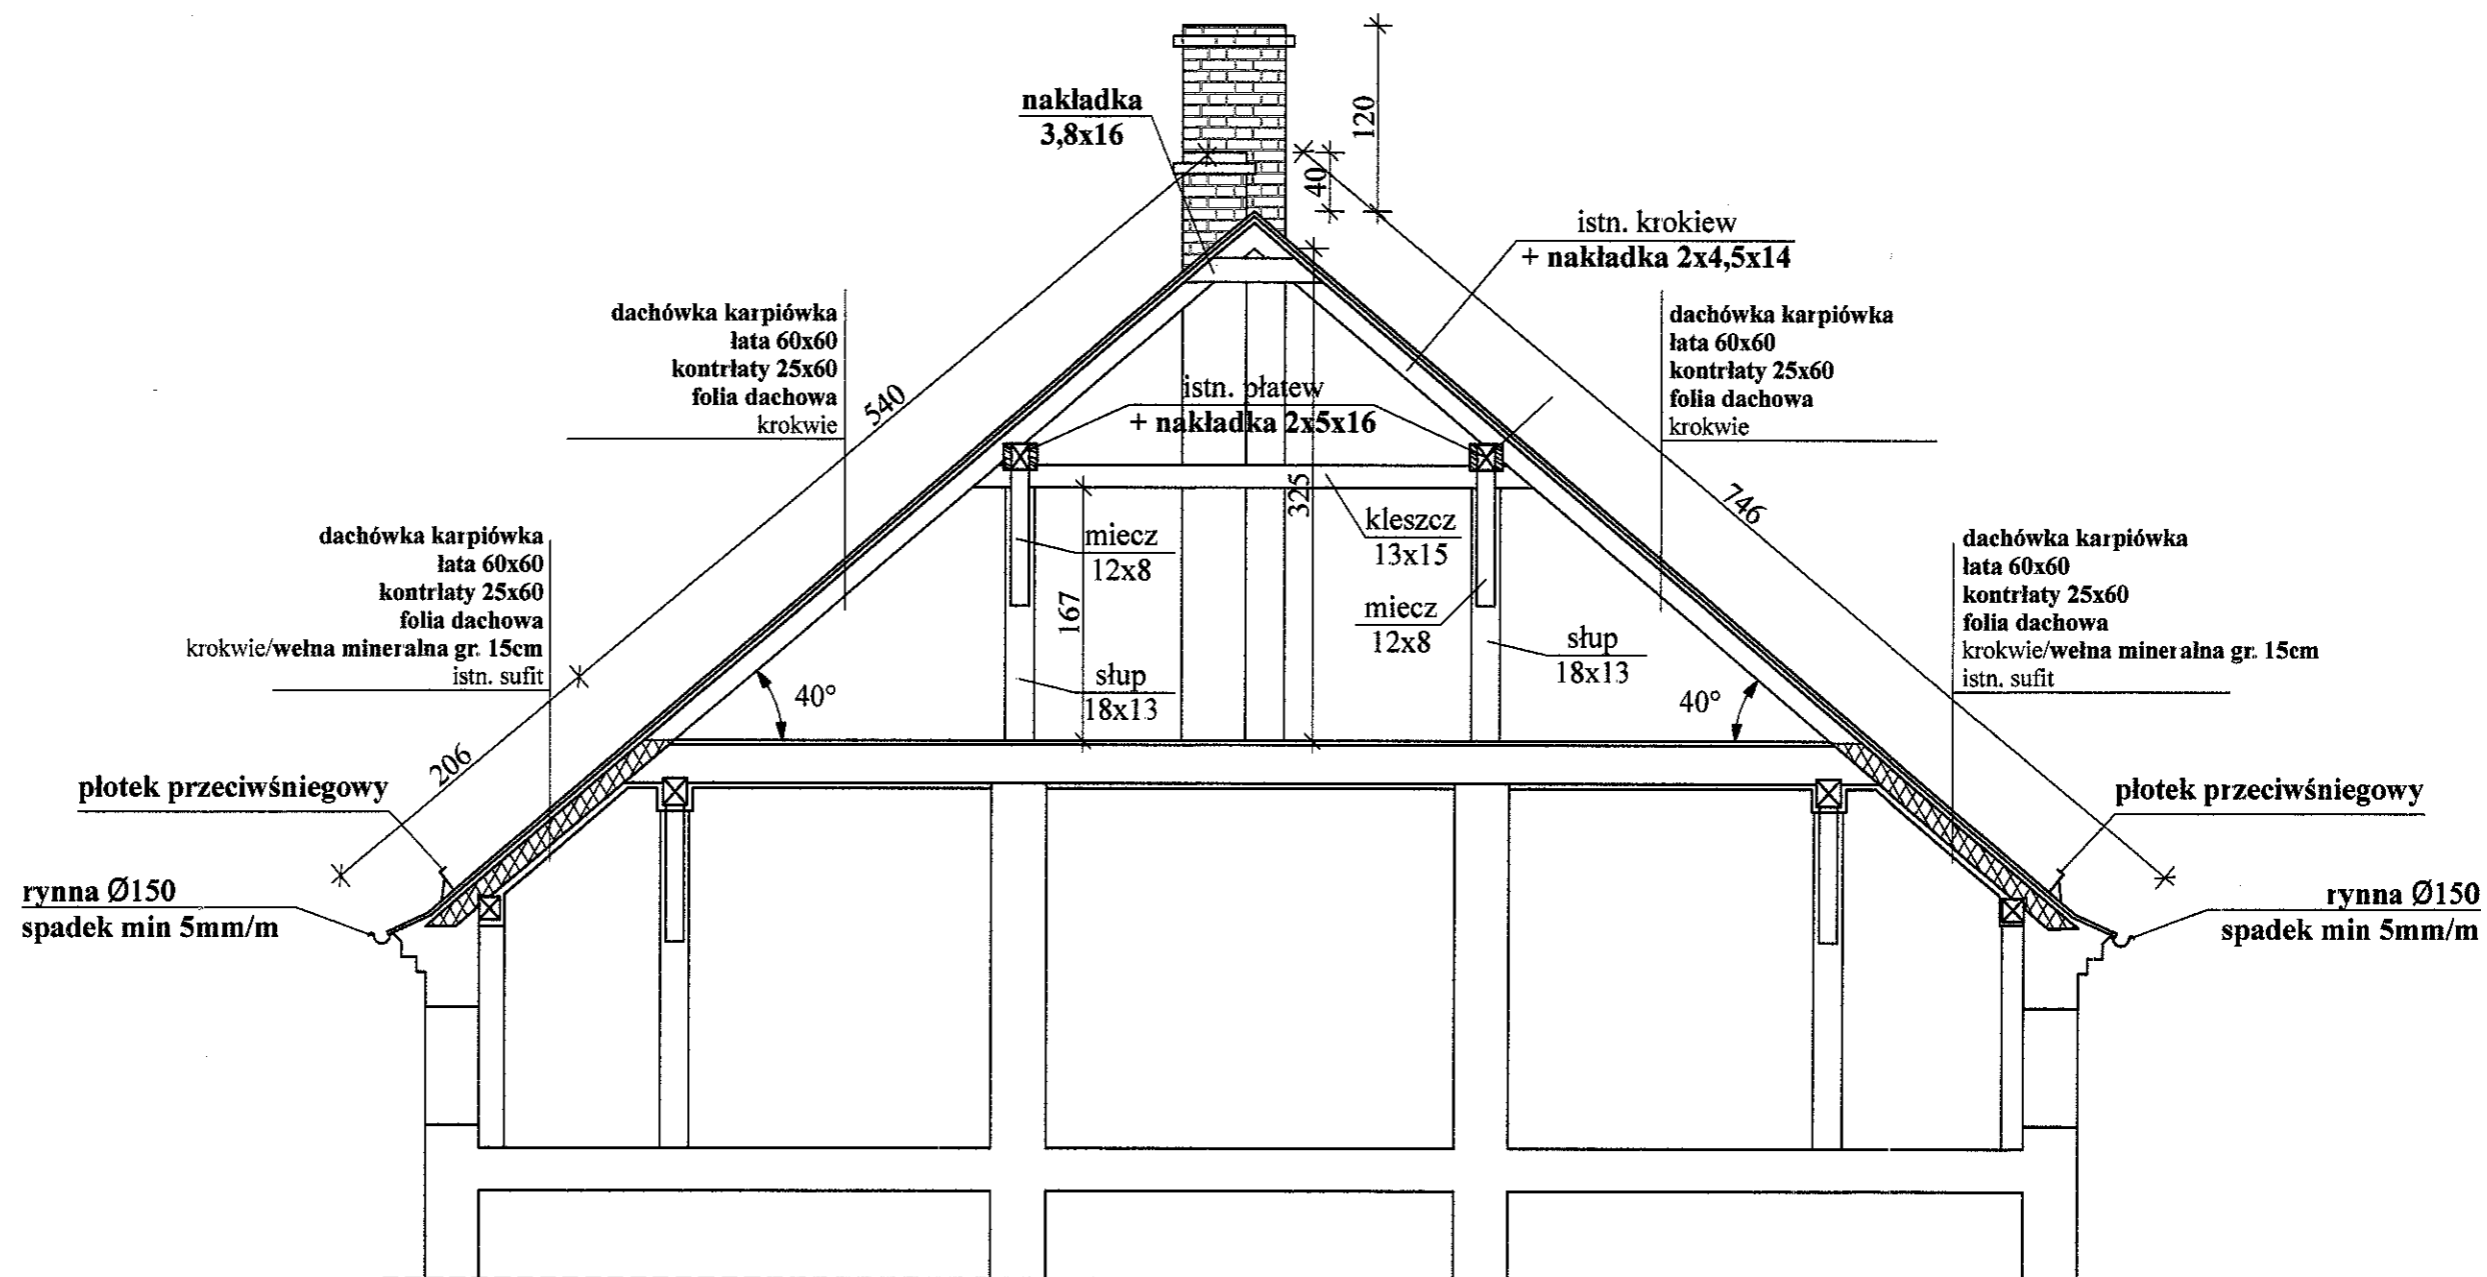 120
nakładka
3,8x16
40
istn. krokiew
+ nakładka 2x4,5x14
dachówka karpiówka
łata 60x60
kontrłaty 25x60
folia dachowa
krokwie
540
istn. płatew
+ nakładka 2x5x16
dachówka karpiówka
łata 60x60
kontrłaty 25x60
folia dachowa
krokwie
746
325
kleszcz
13x15
miecz
12x8
167
miecz
12x8
słup
18x13
słup
18x13
dachówka karpiówka
łata 60x60
kontrłaty 25x60
folia dachowa
krokwie/wełna mineralna gr. 15cm
istn. sufit
dachówka karpiówka
łata 60x60
kontrłaty 25x60
folia dachowa
krokwie/wełna mineralna gr. 15cm
istn. sufit
40°
40°
206
płotek przeciwśniegowy
płotek przeciwśniegowy
rynna Ø150
spadek min 5mm/m
rynna Ø150
spadek min 5mm/m